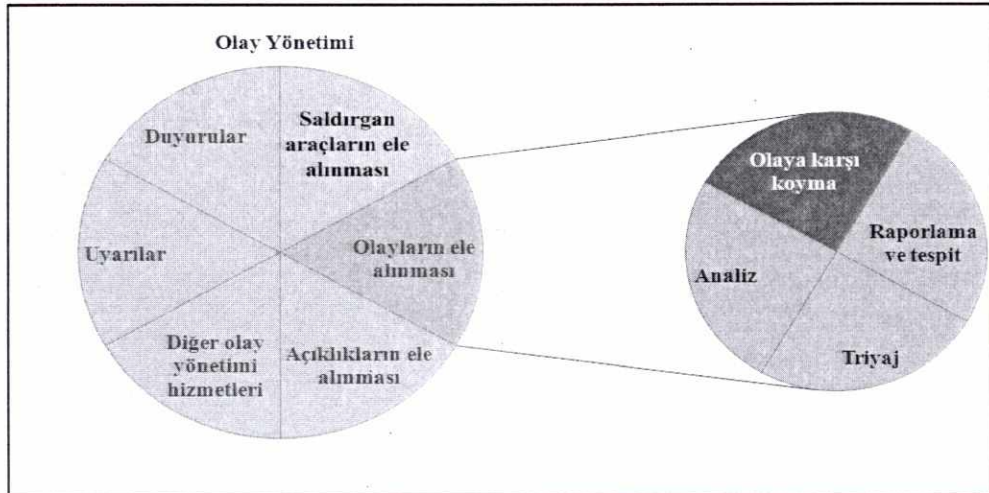 Olay Yönetimi
Duyurular
Saldırgan
araçların ele
alınması
Uyarılar
Olayların ele
alınması
Diğer olay
yönetimi
hizmetleri
Açıklıkların ele
alınması
Olaya karşı
koyma
Raporlama
ve tespit
Analiz
Triyaj